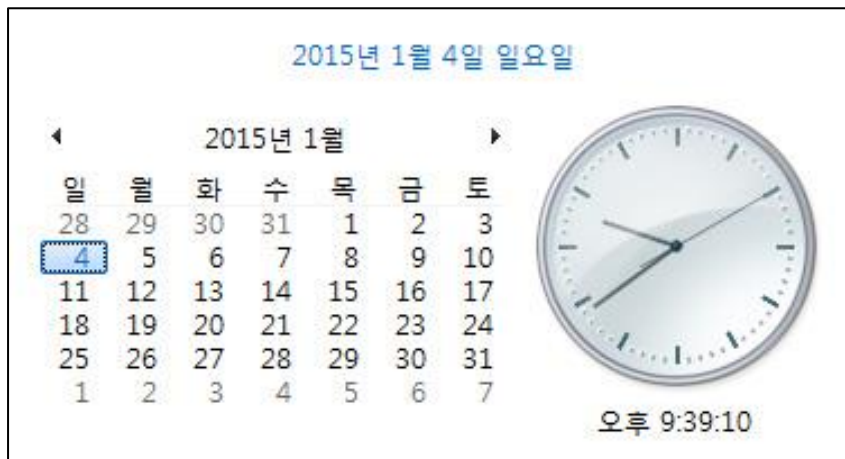 2015년 1월 4일 일요일
2015년 1월
일 월 화 수 목 금 토
28 29 30 31 1 2 3
4 5 6 7 8 9 10
11 12 13 14 15 16 17
18 19 20 21 22 23 24
25 26 27 28 29 30 31
1 2 3 4 5 6 7
오후 9:39:10